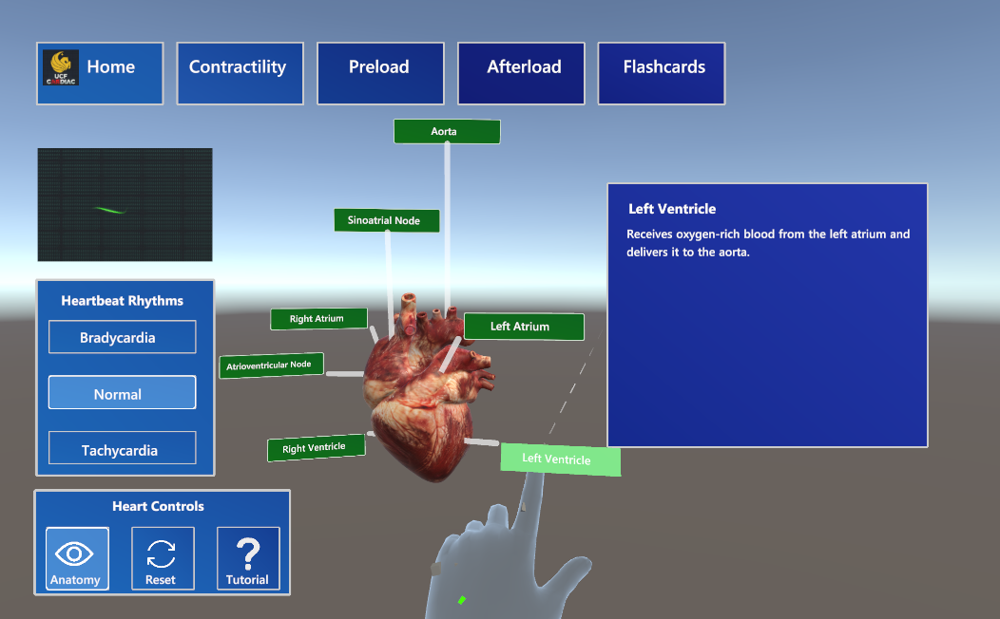 UCF
CARDIAC
Home
Contractility
Preload
Afterload
Flashcards
Aorta
Sinoatrial Node
Right Atrium
Left Atrium
Atrioventricular Node
Right Ventricle
Left Ventricle
Left Ventricle
Receives oxygen-rich blood from the left atrium and
delivers it to the aorta.
Heartbeat Rhythms
Bradycardia
Normal
Tachycardia
Heart Controls
Anatomy
Reset
?
Tutorial